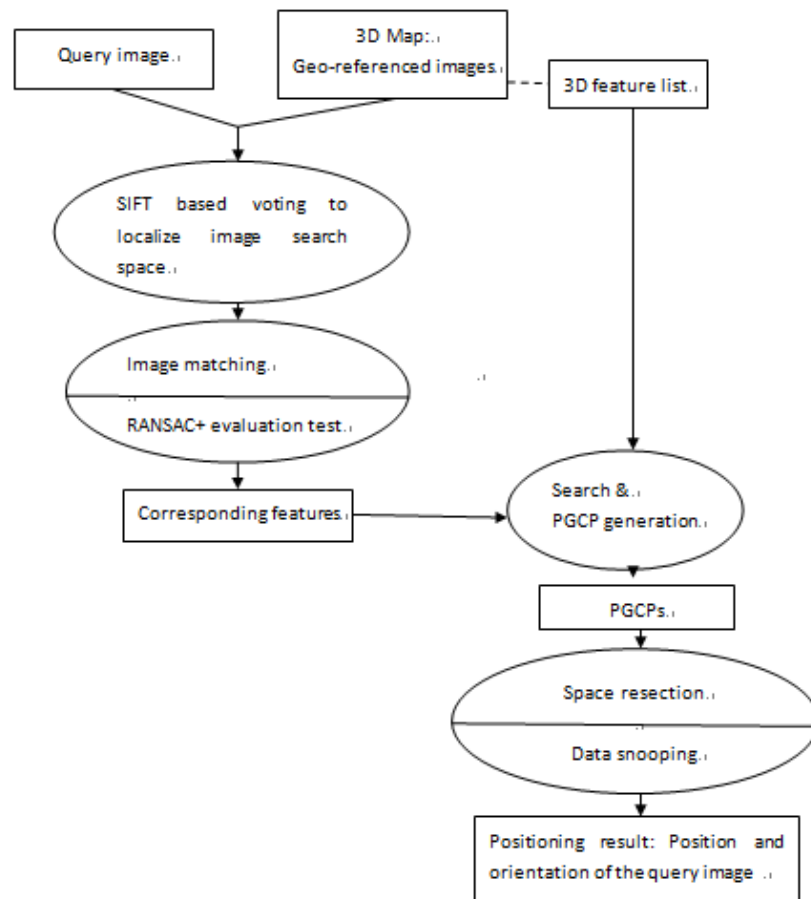 Query image.
3D Map:.
Geo-referenced images.
3D feature list.
SIFT based voting to
localize image search
space.
Image matching.
RANSAC+ evaluation test.
Corresponding features.
Search &.
PGCP generation.
PGCPs.
Space resection.
Data snooping.
Positioning result: Position and
orientation of the query image .